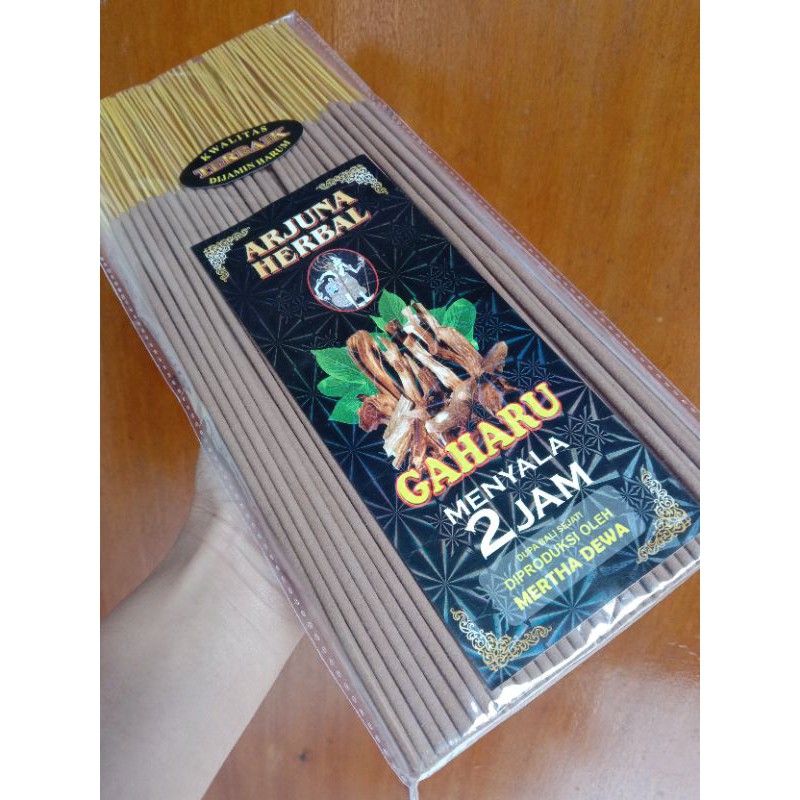 KWALITAS
TERBAIK
DIJAMIN HARUM
ARJUNA
HERBAL
GAHARU
MENYALA
2 JAM
DUPA BALI SEJATI
DIPRODUKSI OLEH
MERTHA DEWA